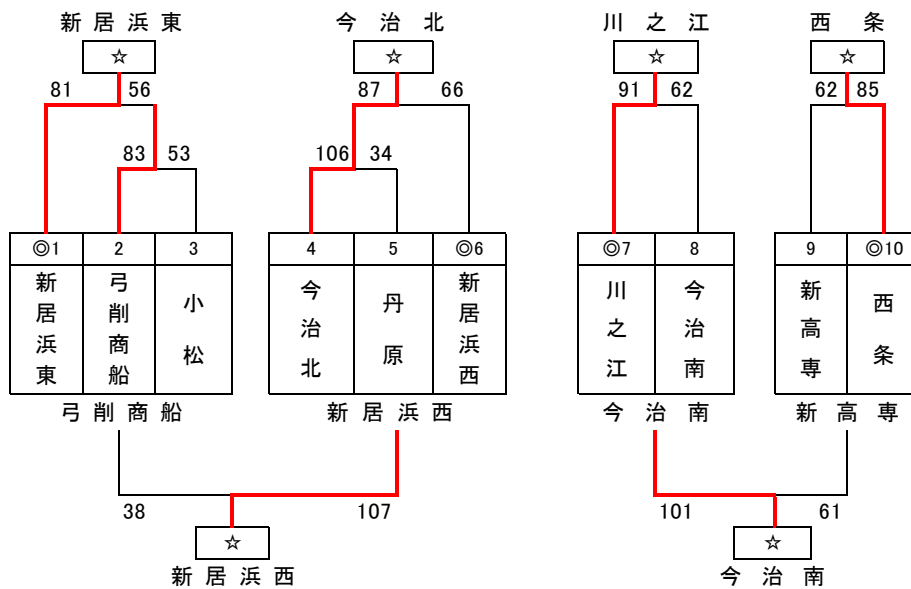 新居浜東 今治北 川之江 西条
☆ ☆ ☆ ☆
81 56 87 66 91 62 62 85
83 53 106 34
◎1 2 3 4 5 ◎6 ◎7 8 9 ◎10
新居浜東 弓削商船 小松 今治北 丹原 新居浜西 川之江 今治南 新高専 西条
弓削商船 新居浜西 今治南 新高専
38 107 101 61
☆ ☆
新居浜西 今治南